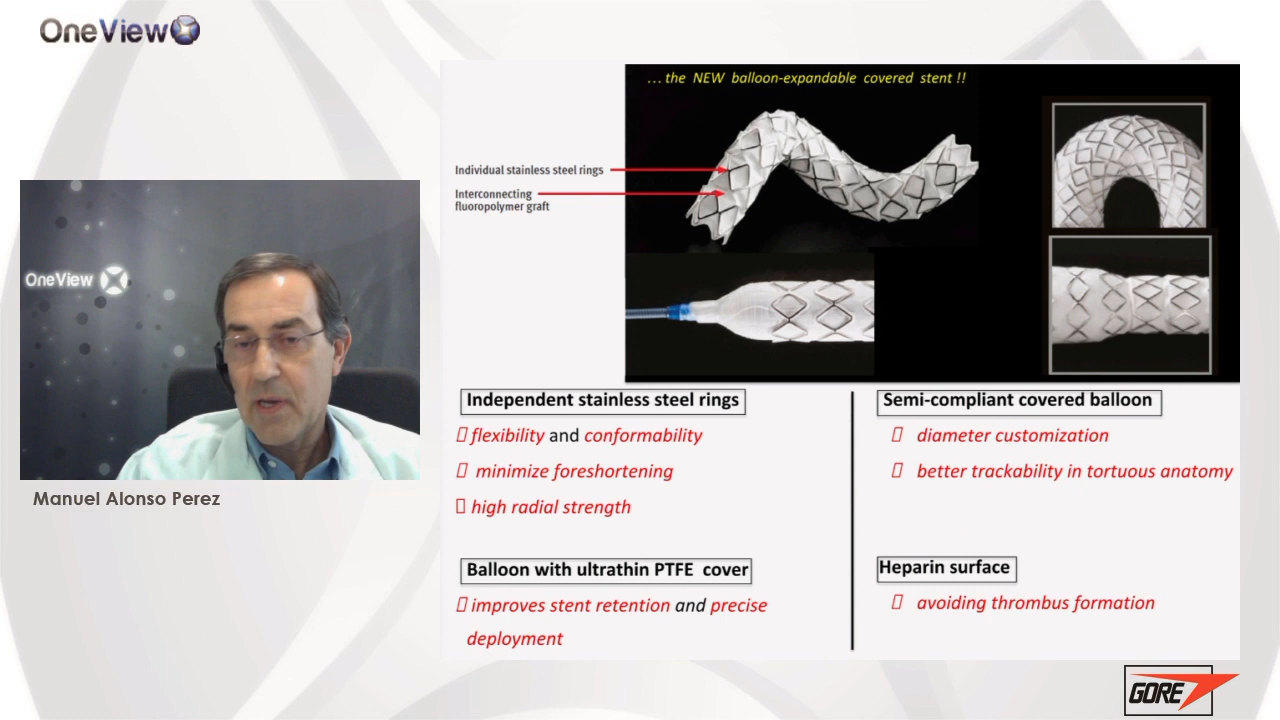 OneView
OneView
Manuel Alonso Perez
...the NEW balloon-expandable covered stent !!
Individual stainless steel rings
Interconnecting
fluoropolymer graft
Independent stainless steel rings
flexibility and conformability
minimize foreshortening
high radial strength
Balloon with ultrathin PTFE cover
improves stent retention and precise
deployment
Semi-compliant covered balloon
diameter customization
better trackability in tortuous anatomy
Heparin surface
avoiding thrombus formation
GORE